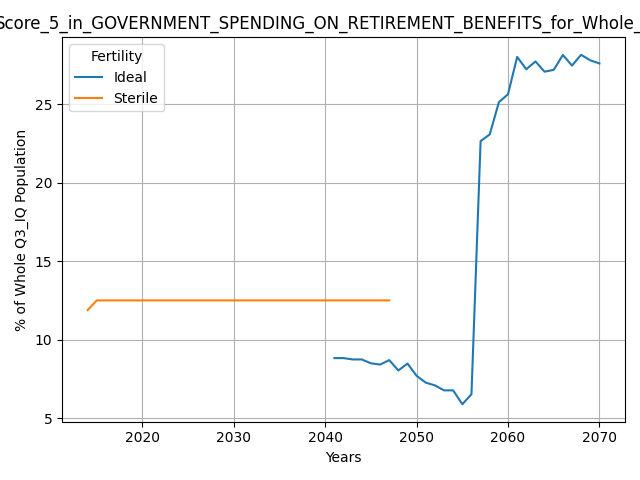 Score_5_in_GOVERNMENT_SPENDING_ON_RETIREMENT_BENEFITS_for_Whole_
Fertility
Ideal
Sterile
25
20
15
10
5
% of Whole Q3_IQ Population
2020 2030 2040 2050 2060 2070
Years